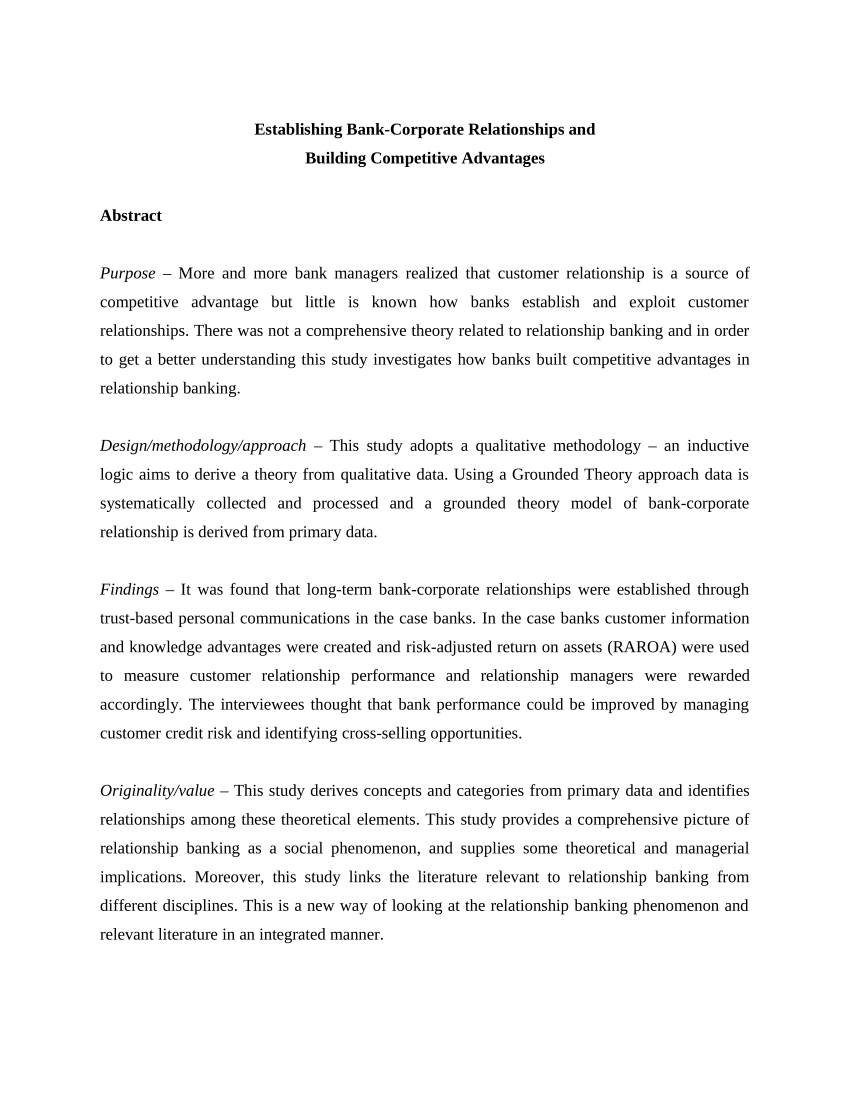 Establishing Bank-Corporate Relationships and
Building Competitive Advantages
Abstract
Purpose – More and more bank managers realized that customer relationship is a source of
competitive advantage but little is known how banks establish and exploit customer
relationships. There was not a comprehensive theory related to relationship banking and in order
to get a better understanding this study investigates how banks built competitive advantages in
relationship banking.
Design/methodology/approach – This study adopts a qualitative methodology – an inductive
logic aims to derive a theory from qualitative data. Using a Grounded Theory approach data is
systematically collected and processed and a grounded theory model of bank-corporate
relationship is derived from primary data.
Findings – It was found that long-term bank-corporate relationships were established through
trust-based personal communications in the case banks. In the case banks customer information
and knowledge advantages were created and risk-adjusted return on assets (RAROA) were used
to measure customer relationship performance and relationship managers were rewarded
accordingly. The interviewees thought that bank performance could be improved by managing
customer credit risk and identifying cross-selling opportunities.
Originality/value – This study derives concepts and categories from primary data and identifies
relationships among these theoretical elements. This study provides a comprehensive picture of
relationship banking as a social phenomenon, and supplies some theoretical and managerial
implications. Moreover, this study links the literature relevant to relationship banking from
different disciplines. This is a new way of looking at the relationship banking phenomenon and
relevant literature in an integrated manner.